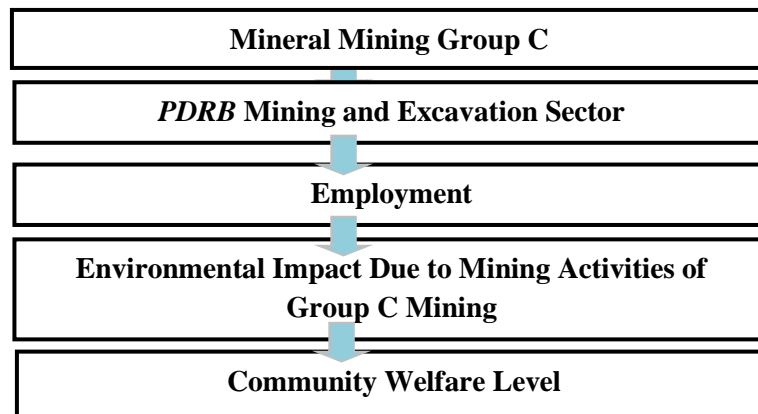 Mineral Mining Group C
PDRB Mining and Excavation Sector
Employment
Environmental Impact Due to Mining Activities of
Group C Mining
Community Welfare Level